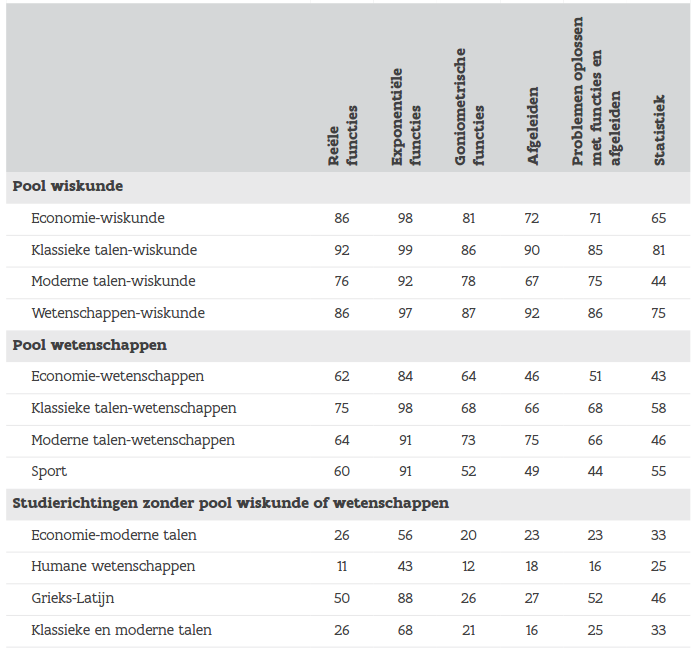 Reële functies Exponentiële functies Goniometrische functies Afgeleiden Problemen oplossen met functies en afgeleiden Statistiek
Pool wiskunde
Economie-wiskunde 86 98 81 72 71 65
Klassieke talen-wiskunde 92 99 86 90 85 81
Moderne talen-wiskunde 76 92 78 67 75 44
Wetenschappen-wiskunde 86 97 87 92 86 75
Pool wetenschappen
Economie-wetenschappen 62 84 64 46 51 43
Klassieke talen-wetenschappen 75 98 68 66 68 58
Moderne talen-wetenschappen 64 91 73 75 66 46
Sport 60 91 52 49 44 55
Studierichtingen zonder pool wiskunde of wetenschappen
Economie-moderne talen 26 56 20 23 23 33
Humane wetenschappen 11 43 12 18 16 25
Grieks-Latijn 50 88 26 27 52 46
Klassieke en moderne talen 26 68 21 16 25 33